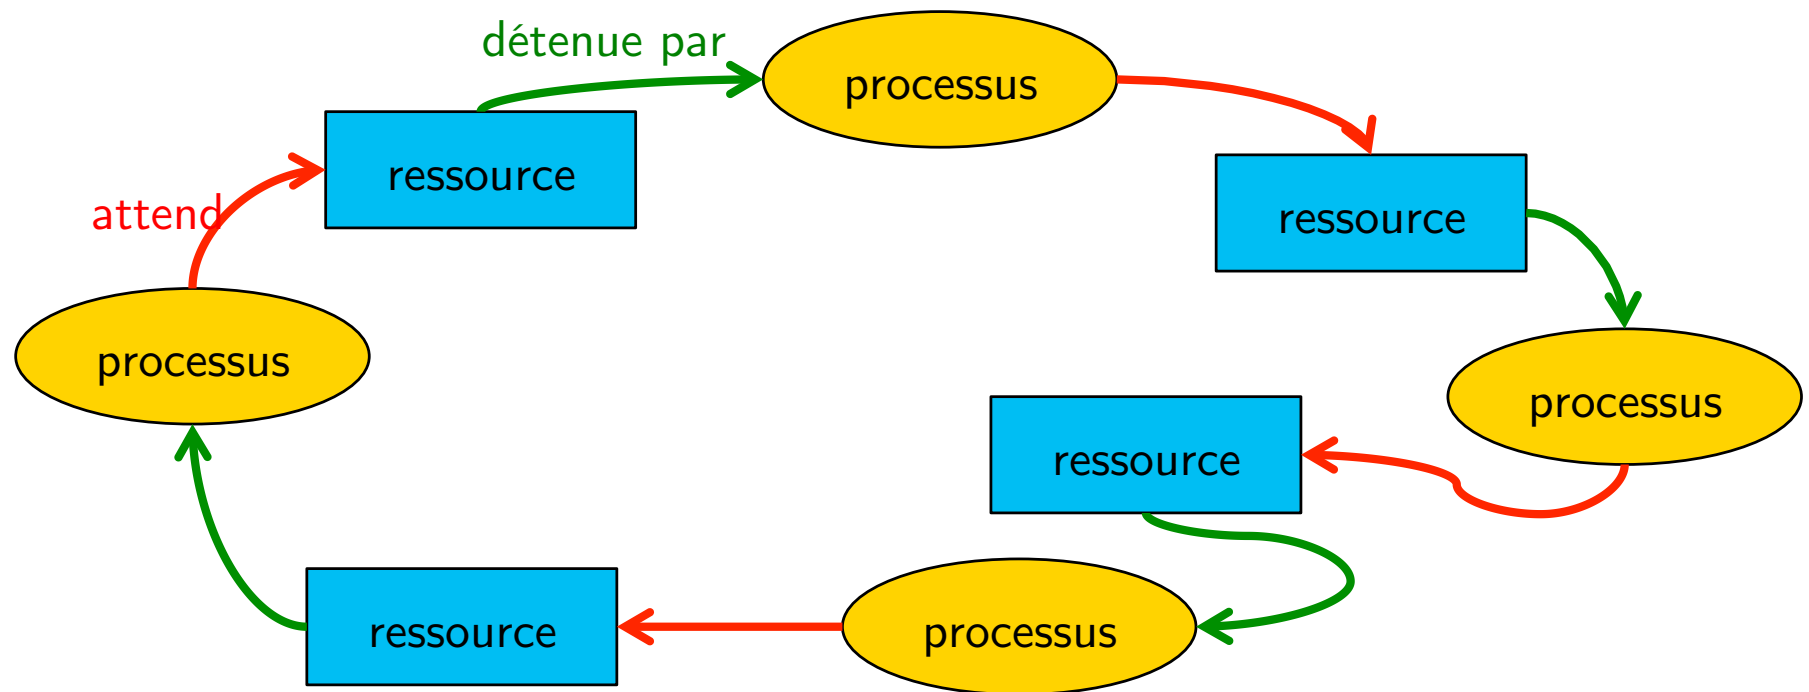 détenue par
processus
ressource
ressource
attend
processus
processus
ressource
ressource
processus